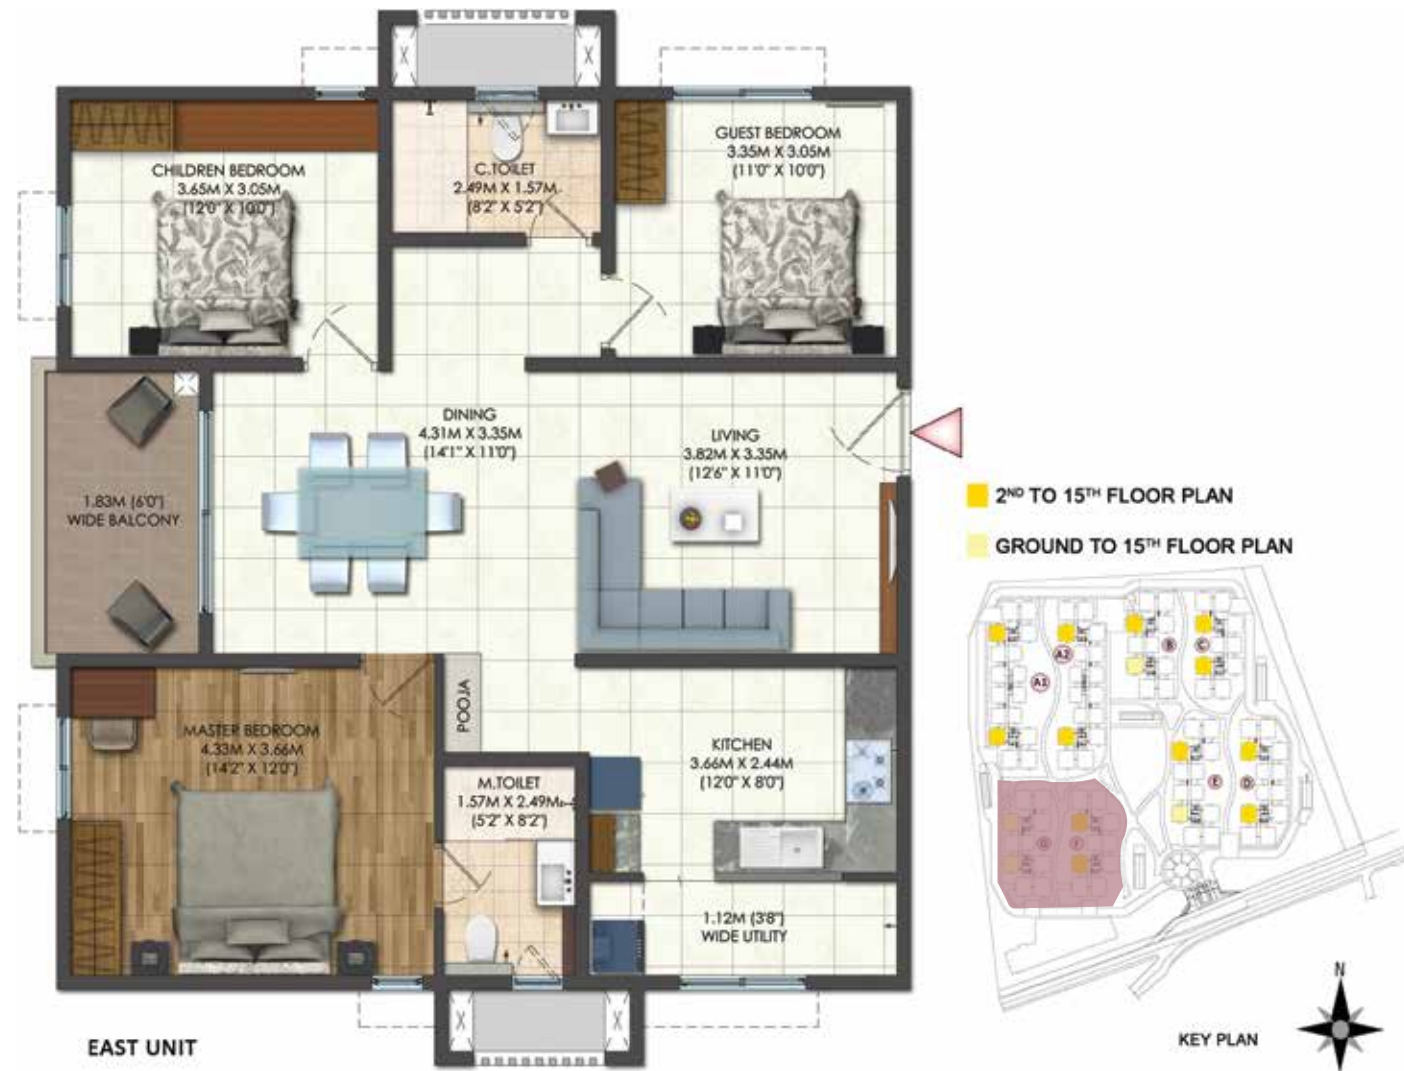 CHILDREN BEDROOM
3.65M X 3.05M
(12'0" X 10'0")
C.TOILET
2.49M X 1.57M
(8'2" X 5'2")
GUEST BEDROOM
3.35M X 3.05M
(11'0" X 10'0")
DINING
4.31M X 3.35M
(14'1" X 11'0")
LIVING
3.82M X 3.35M
(12'6" X 11'0")
1.83M (6'0")
WIDE BALCONY
2ND TO 15TH FLOOR PLAN
GROUND TO 15TH FLOOR PLAN
MASTER BEDROOM
4.33M X 3.66M
(14'2" X 12'0")
POOJA
M.TOILET
1.57M X 2.49M
(5'2" X 8'2")
KITCHEN
3.66M X 2.44M
(12'0" X 8'0")
1.12M (3'8")
WIDE UTILITY
A1
A2
B
C
E
D
G
F
N
KEY PLAN
EAST UNIT